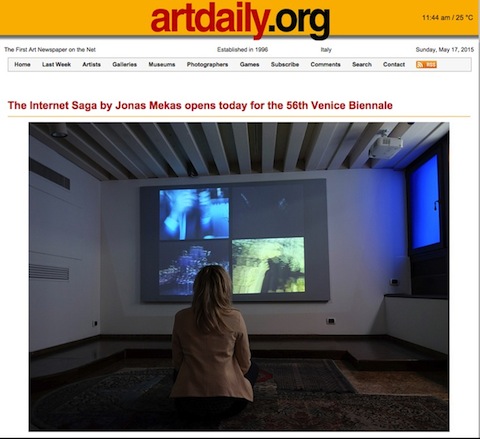 artdaily.org
11:44 am / 25 °C
The First Art Newspaper on the Net Established in 1996 Italy Sunday, May 17, 2015
Home Last Week Artists Galleries Museums Photographers Games Subscribe Comments Search Contact RSS
The Internet Saga by Jonas Mekas opens today for the 56th Venice Biennale